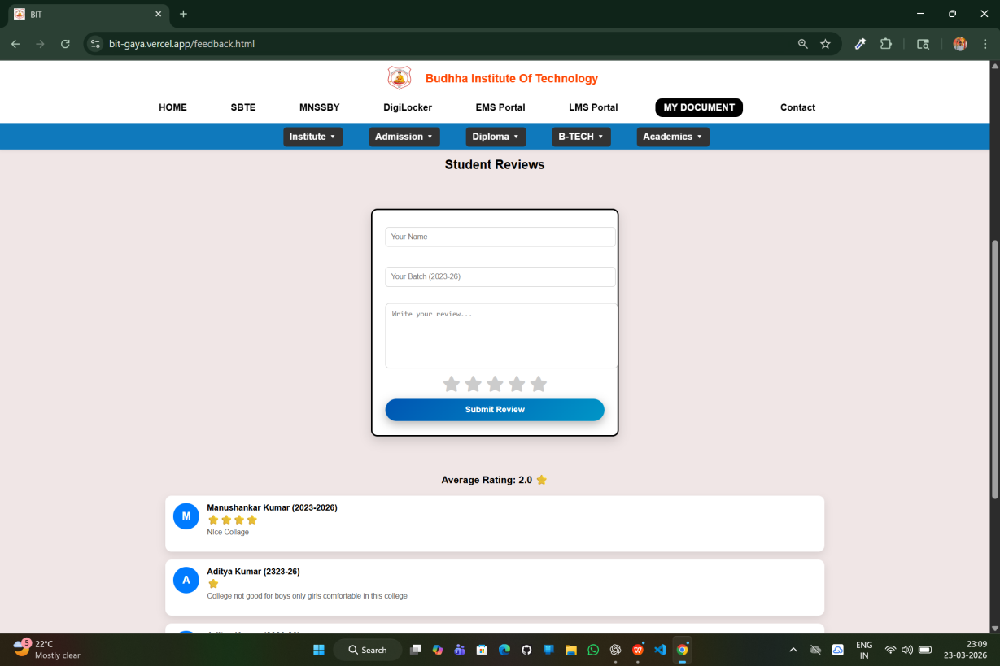 BIT
bit-gaya.vercel.app/feedback.html
Budhha Institute Of Technology
HOME SBTE MNSSBY DigiLocker EMS Portal LMS Portal MY DOCUMENT Contact
Institute Admission Diploma B-TECH Academics
Student Reviews
Your Name
Your Batch (2023-26)
Write your review...
Submit Review
Average Rating: 2.0
M
Manushankar Kumar (2023-2026)
NIce Collage
A
Aditya Kumar (2323-26)
College not good for boys only girls comfortable in this college
5
22°C
Mostly clear
Search
ENG
IN
23:09
23-03-2026